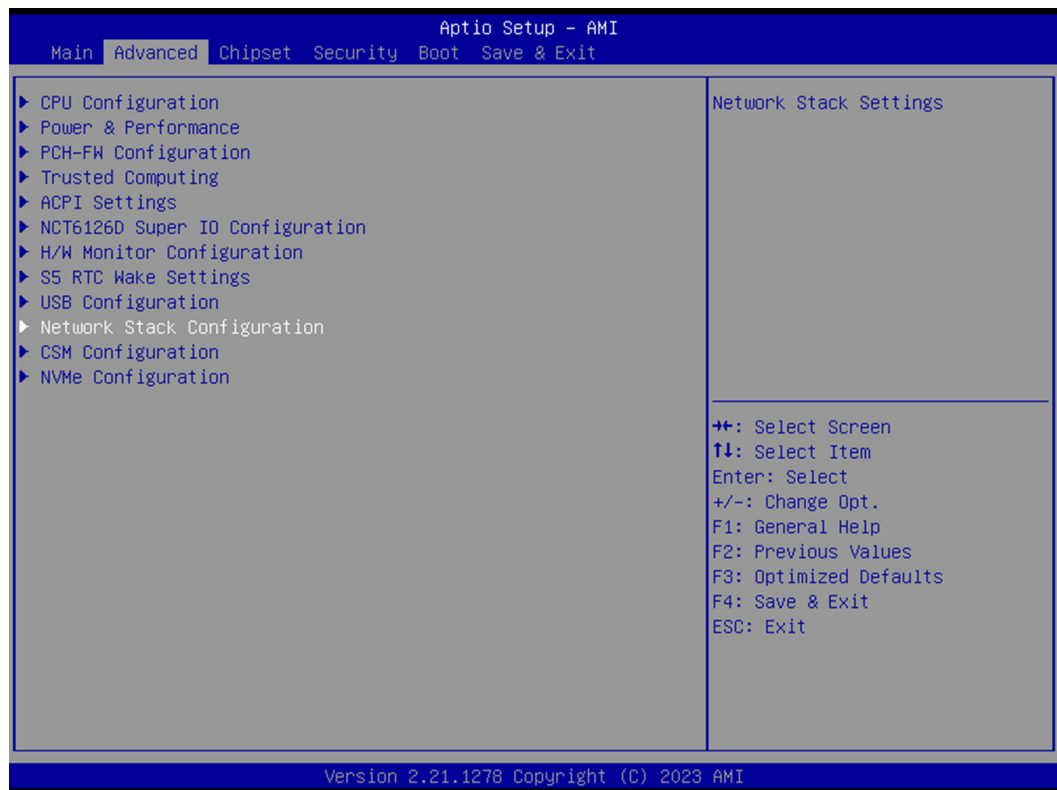 Aptio Setup – AMI
Main Advanced Chipset Security Boot Save & Exit
▶ CPU Configuration
▶ Power & Performance
▶ PCH-FW Configuration
▶ Trusted Computing
▶ ACPI Settings
▶ NCT6126D Super IO Configuration
▶ H/W Monitor Configuration
▶ S5 RTC Wake Settings
▶ USB Configuration
▶ Network Stack Configuration
▶ CSM Configuration
▶ NVMe Configuration
Network Stack Settings
→←: Select Screen
↑↓: Select Item
Enter: Select
+/-: Change Opt.
F1: General Help
F2: Previous Values
F3: Optimized Defaults
F4: Save & Exit
ESC: Exit
Version 2.21.1278 Copyright (C) 2023 AMI